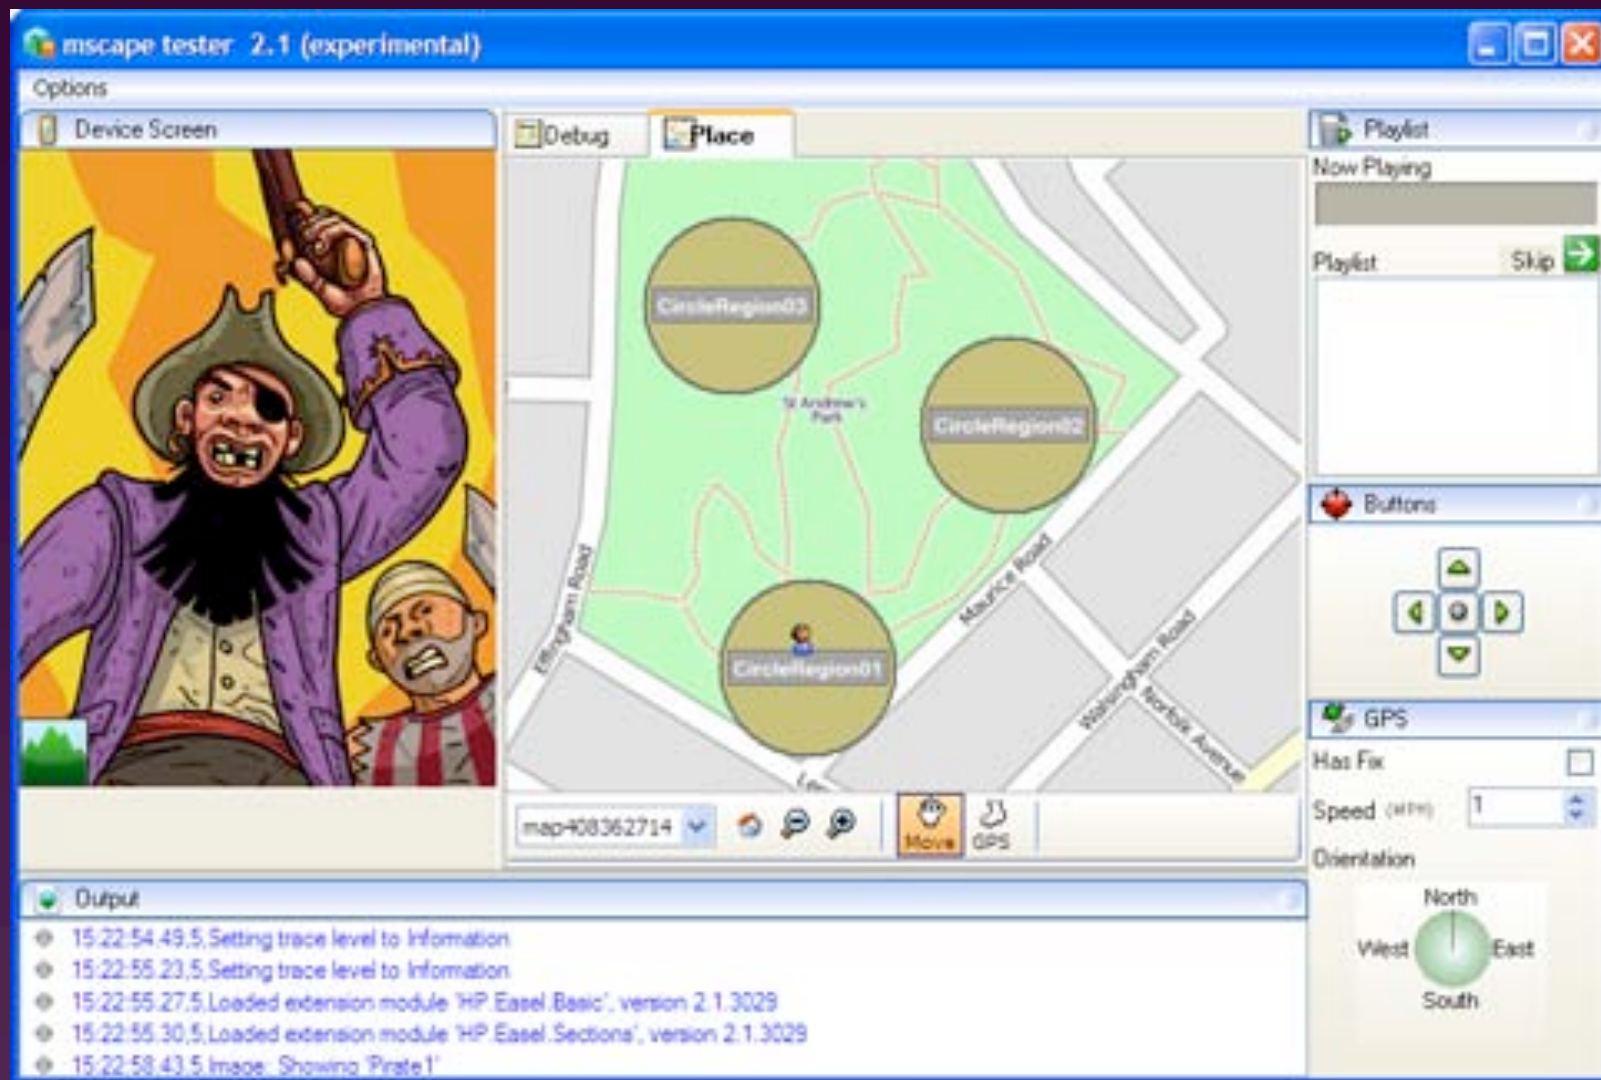 mscape tester 2.1 (experimental)
Options
Device Screen
Debug
Place
Playlist
Now Playing
Playlist
Skip
CircleRegion03
St Andrew's
Park
CircleRegion02
CircleRegion01
Effingham Road
Maurice Road
Walsingham Road
Norfolk Avenue
Buttons
GPS
Has Fix
Speed (MPH) 1
Orientation
North
West
East
South
map408362714
Move
GPS
Output
15:22:54.49,5,Setting trace level to Information
15:22:55.23,5,Setting trace level to Information
15:22:55.27,5,Loaded extension module 'HP.Easel.Basic', version 2.1.3029
15:22:55.30,5,Loaded extension module 'HP.Easel.Sections', version 2.1.3029
15:22:58.43,5,Image: Showing 'Pirate1'